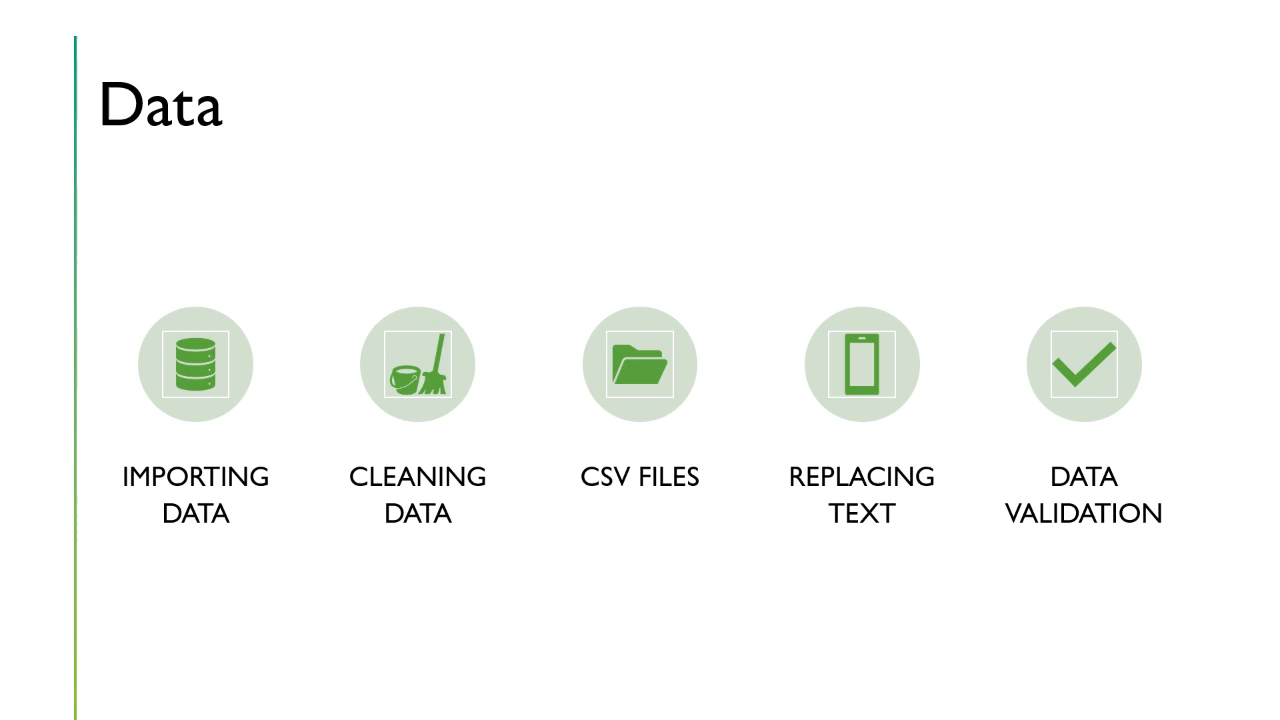 Data
IMPORTING
DATA
CLEANING
DATA
CSV FILES
REPLACING
TEXT
DATA
VALIDATION